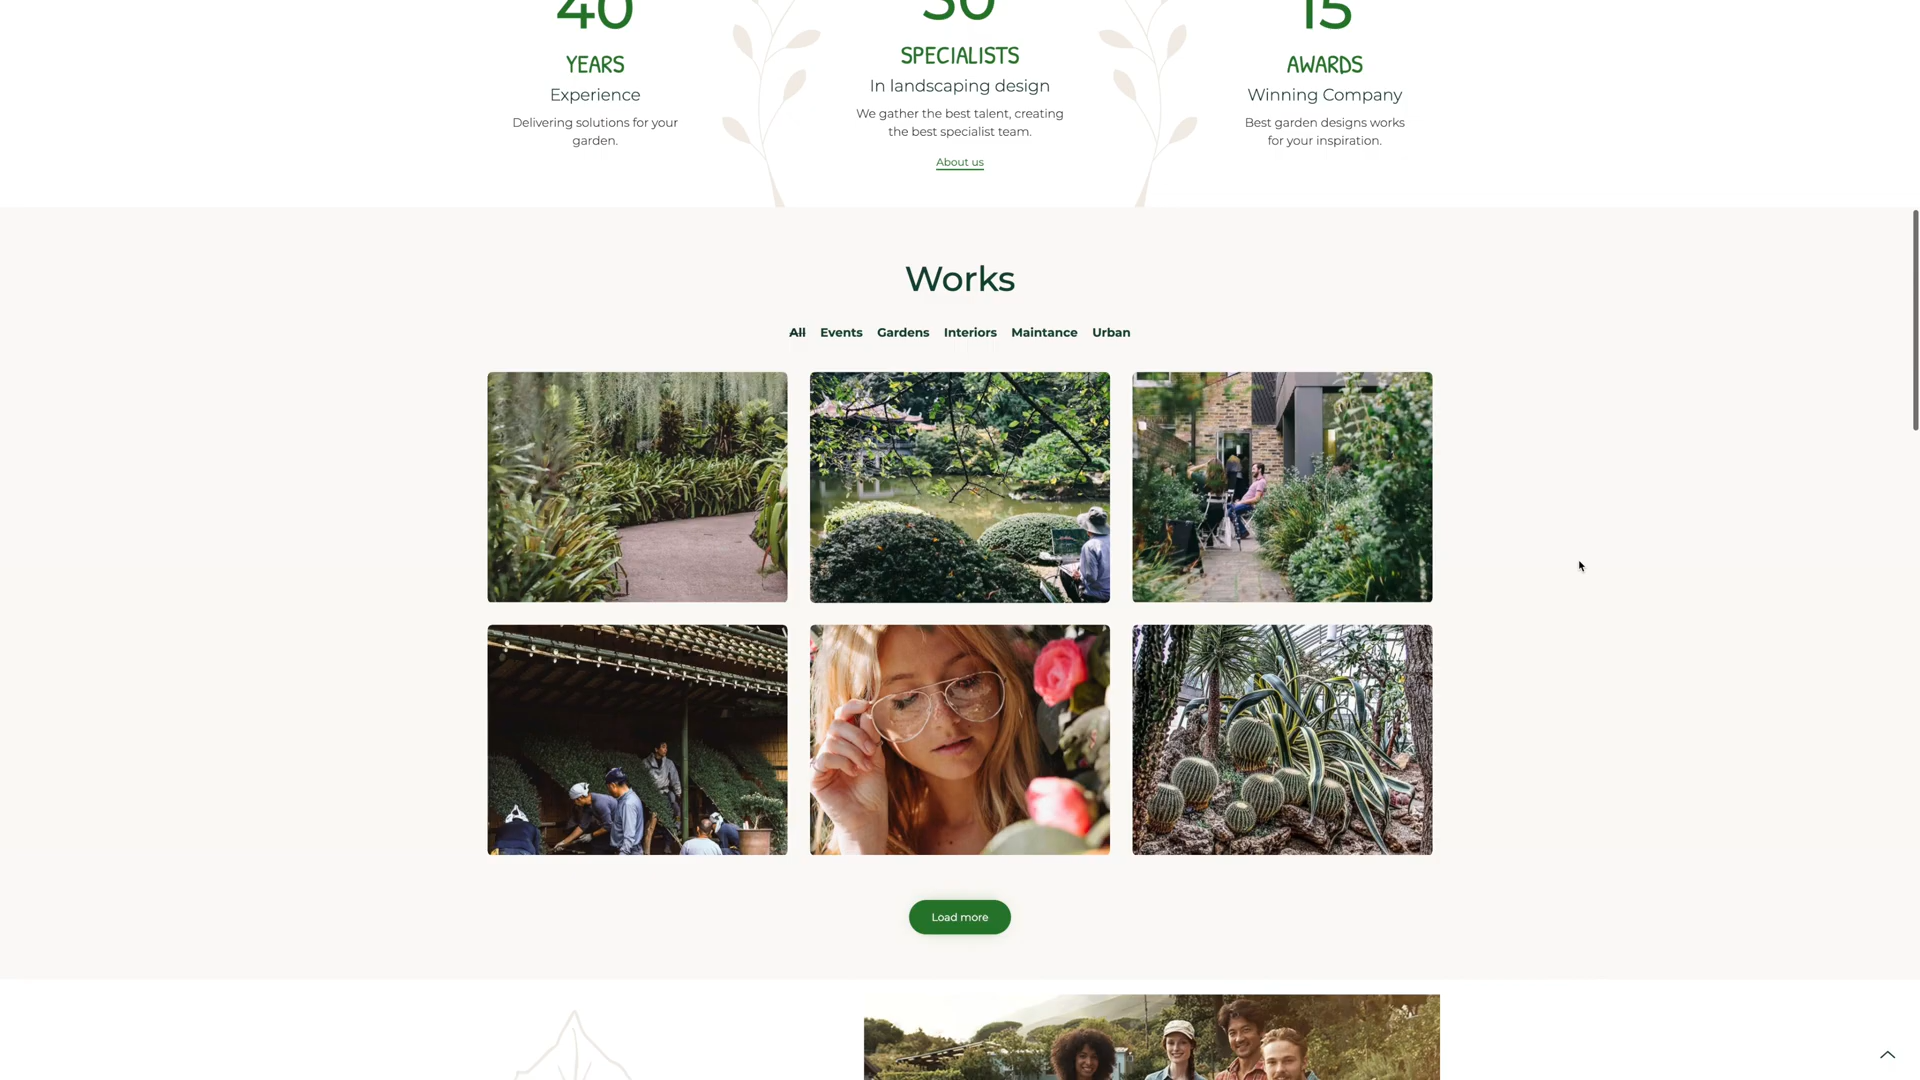 40
YEARS
Experience
Delivering solutions for your
garden.
50
SPECIALISTS
In landscaping design
We gather the best talent, creating
the best specialist team.
About us
15
AWARDS
Winning Company
Best garden designs works
for your inspiration.
Works
All Events Gardens Interiors Maintance Urban
Load more